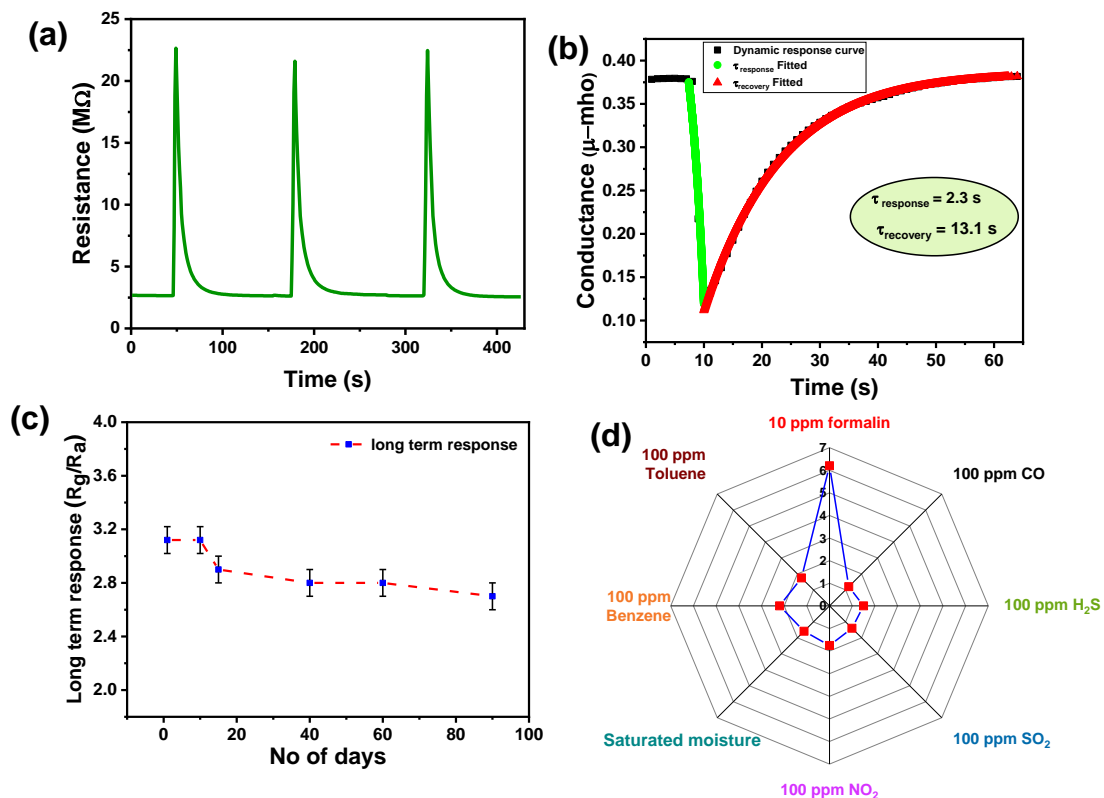 (a)
Resistance (MΩ)
25
20
15
10
5
0
0
100
200
300
400
Time (s)
(b)
Dynamic response curve
τ response Fitted
τrecovery Fitted
Conductance (μ−mho)
0.40
0.35
0.30
0.25
0.20
0.15
0.10
τ response = 2.3 s
τrecovery = 13.1 s
0
10
20
30
40
50
60
Time (s)
(c)
Long term response (Rg/Ra)
4.0
3.6
3.2
2.8
2.4
2.0
long term response
0
20
40
60
80
100
No of days
(d)
10 ppm formalin
100 ppm
Toluene
100 ppm CO
7
6
5
4
3
2
1
0
100 ppm
Benzene
100 ppm H2S
Saturated moisture
100 ppm SO2
100 ppm NO2